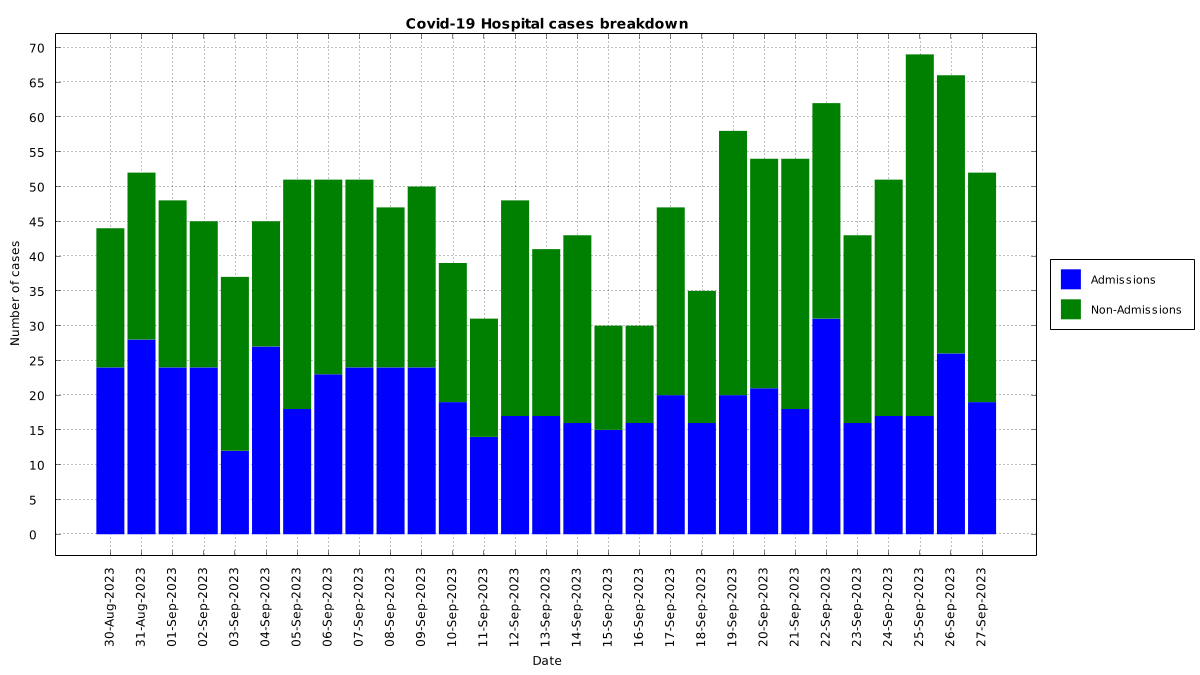 Covid-19 Hospital cases breakdown
70
65
60
55
50
45
40
35
30
25
20
15
10
5
0
Number of cases
30-Aug-2023
31-Aug-2023
01-Sep-2023
02-Sep-2023
03-Sep-2023
04-Sep-2023
05-Sep-2023
06-Sep-2023
07-Sep-2023
08-Sep-2023
09-Sep-2023
10-Sep-2023
11-Sep-2023
12-Sep-2023
13-Sep-2023
14-Sep-2023
15-Sep-2023
16-Sep-2023
17-Sep-2023
18-Sep-2023
19-Sep-2023
20-Sep-2023
21-Sep-2023
22-Sep-2023
23-Sep-2023
24-Sep-2023
25-Sep-2023
26-Sep-2023
27-Sep-2023
Date
Admissions
Non-Admissions